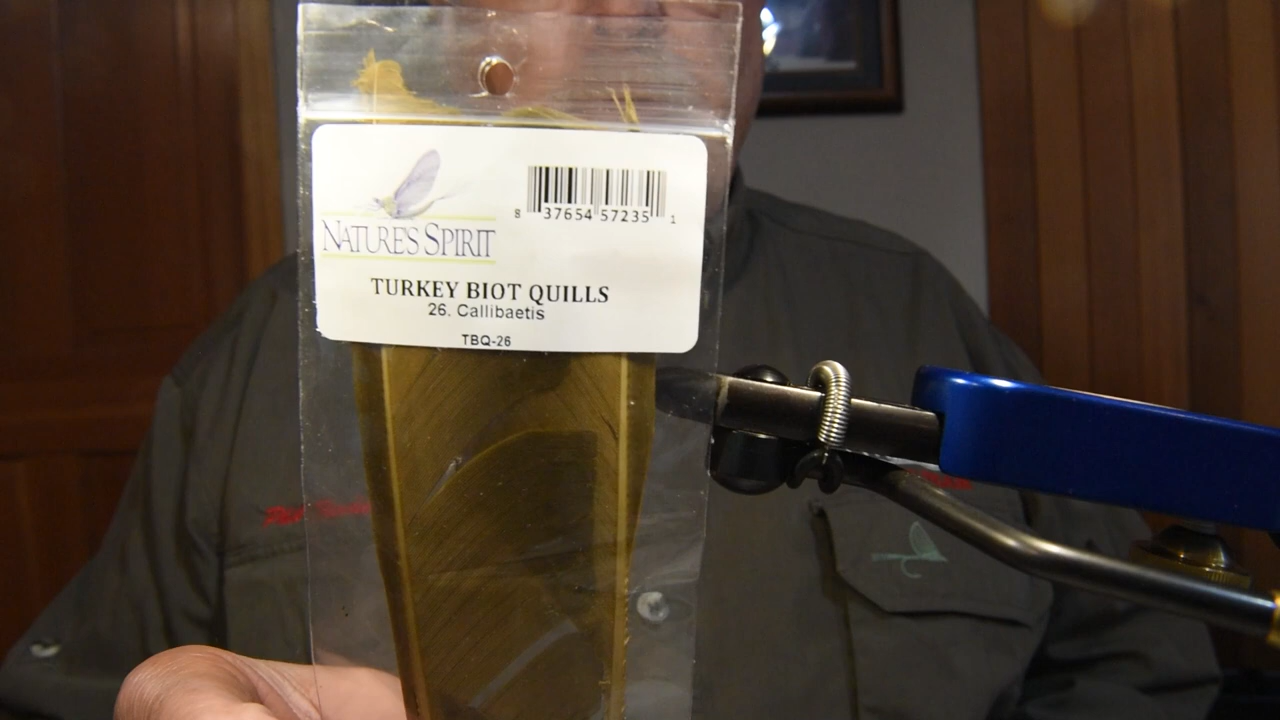 8 37654 57235 1
NATURE'S SPIRIT
TURKEY BIOT QUILLS
26. Callibaetis
TBQ-26